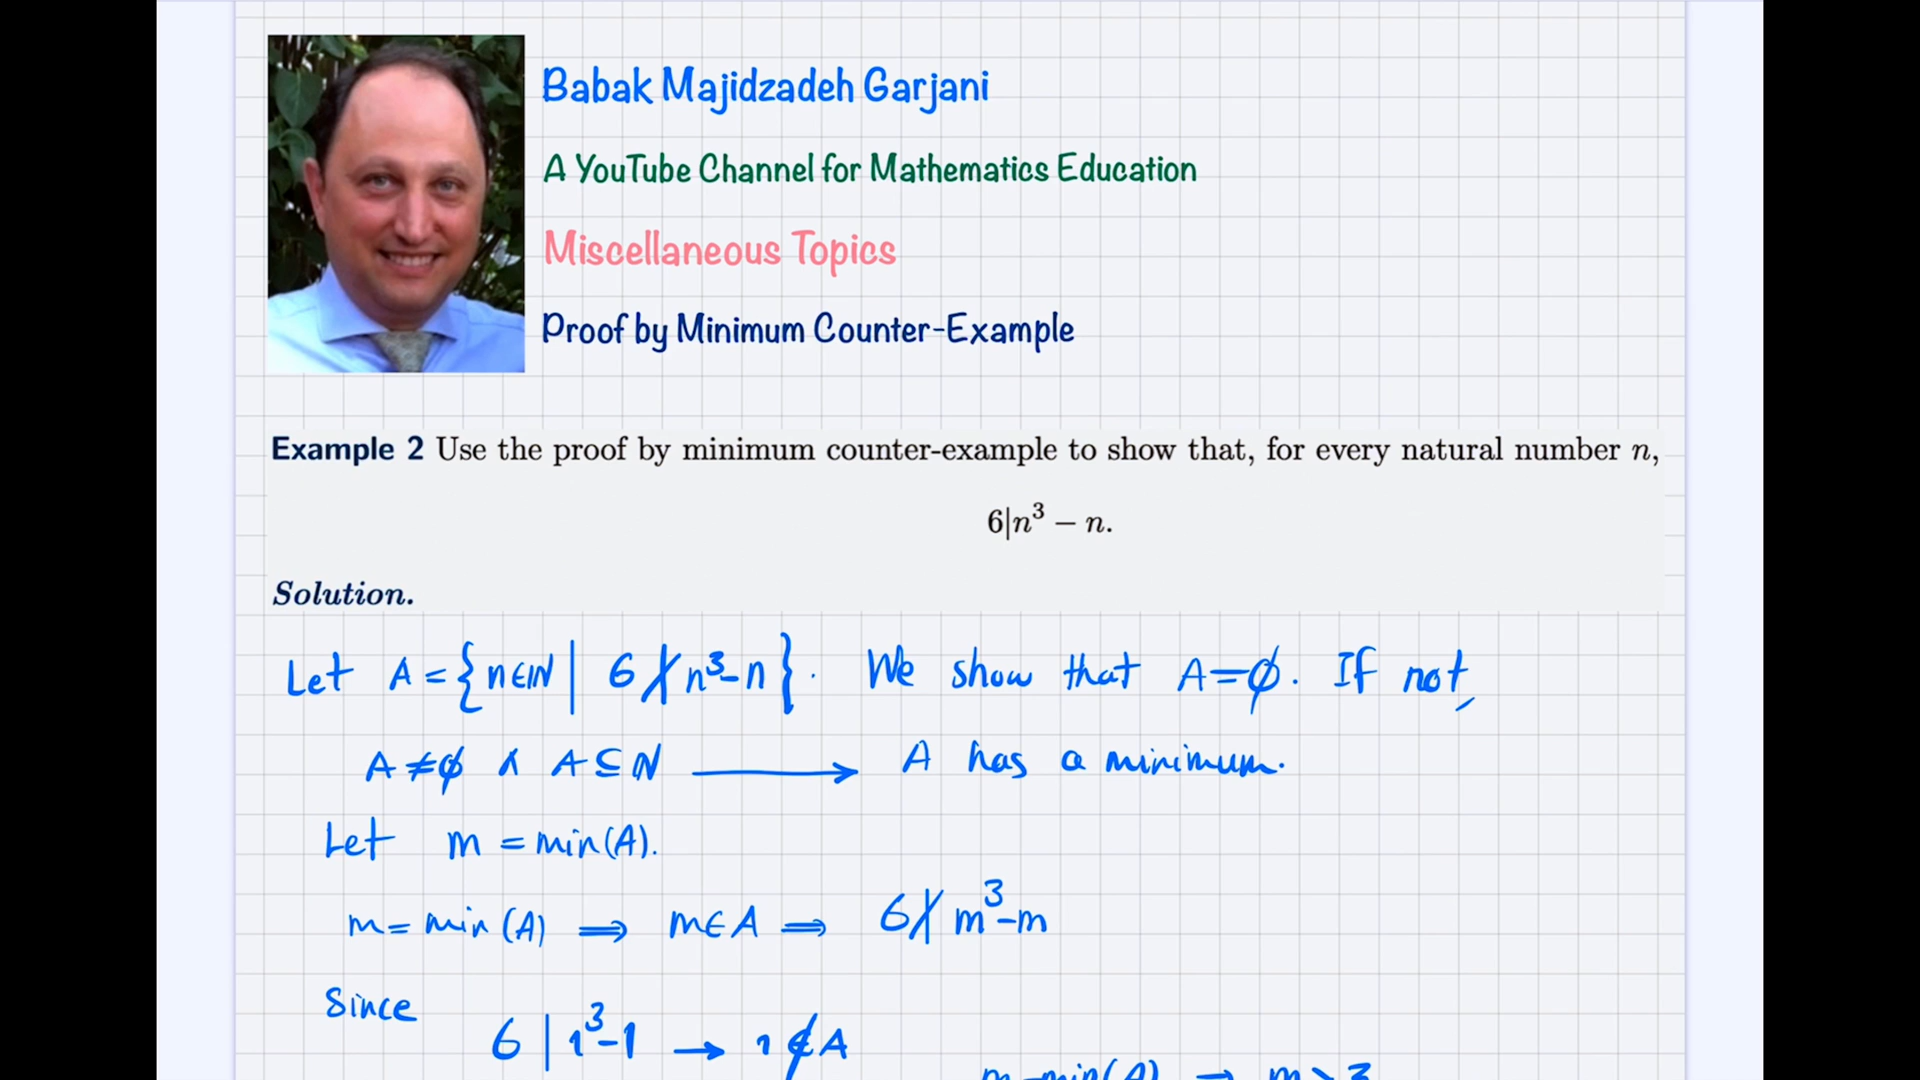 Babak Majidzadeh Garjani
A YouTube Channel for Mathematics Education
Miscellaneous Topics
Proof by Minimum Counter-Example
Example 2 Use the proof by minimum counter-example to show that, for every natural number n,
6|n³ − n.
Solution.
Let A = {n∈ℕ | 6∤n³-n}. We show that A=∅. If not,
A≠∅ ∧ A⊆ℕ ⟶ A has a minimum.
Let m = min(A).
m = min(A) ⟹ m∈A ⟹ 6∤m³-m
Since
6 | 1³-1 → 1∉A
m=min(A) → m>3